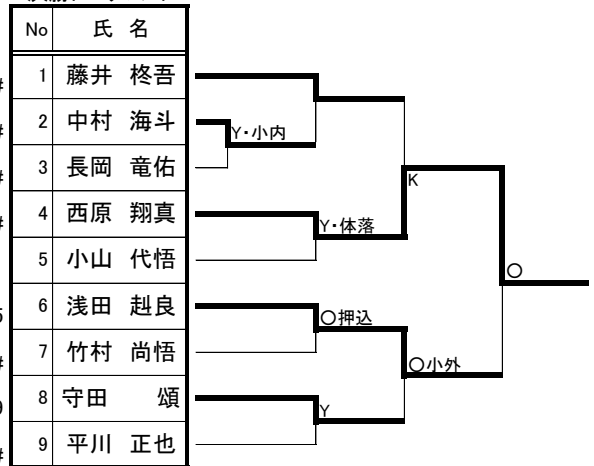 No 氏 名
1 藤井 柊吾
2 中村 海斗
Y・小内
3 長岡 竜佑
K
4 西原 翔真
Y・体落
5 小山 代悟
〇
6 浅田 赳良
〇押込
7 竹村 尚悟
〇小外
8 守田 頌
Y
9 平川 正也